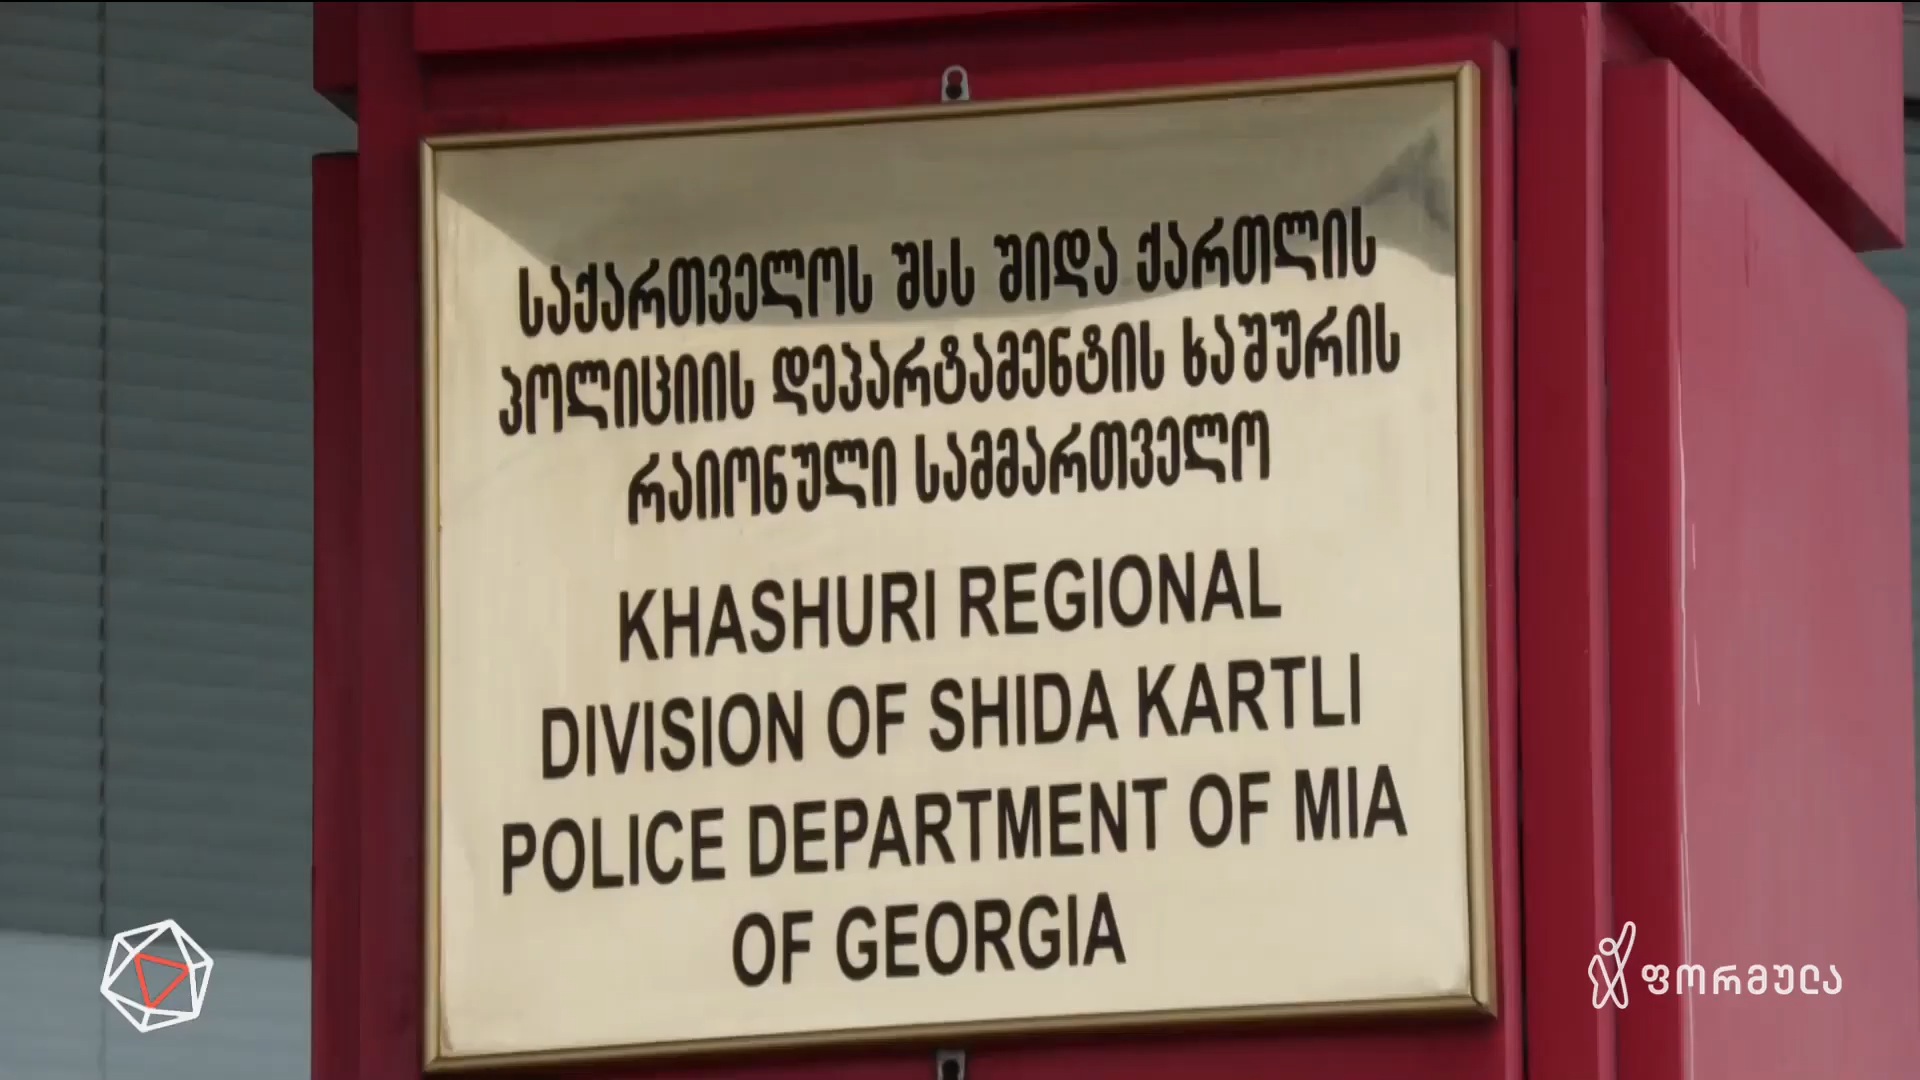 საქართველოს შსს შიდა ქართლის
პოლიციის დეპარტამენტის ხაშურის
რაიონული სამმართველო
KHASHURI REGIONAL
DIVISION OF SHIDA KARTLI
POLICE DEPARTMENT OF MIA
OF GEORGIA
ფორმულა